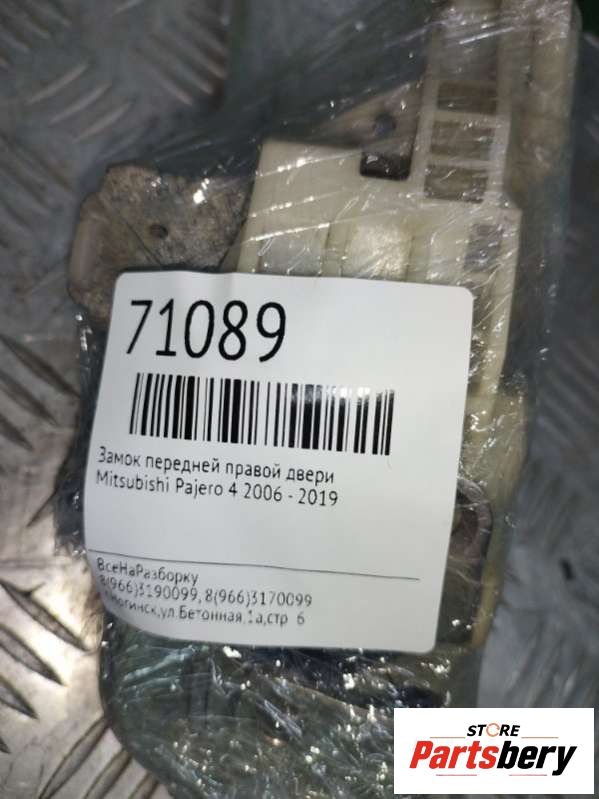 71089
Замок передней правой двери
Mitsubishi Pajero 4 2006 - 2019
ВсеНаРазборку
8(966)3190099, 8(966)3170099
ул.Бетонная,1а,стр 6
STORE
Partsbery